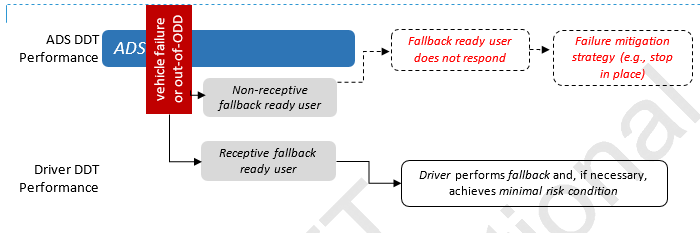 ADS DDT
Performance
ADS
vehicle failure
or out-of-ODD
Fallback ready user
does not respond
Failure mitigation
strategy (e.g., stop
in place)
Non-receptive
fallback ready user
Receptive fallback
ready user
Driver DDT
Performance
Driver performs fallback and, if necessary,
achieves minimal risk condition